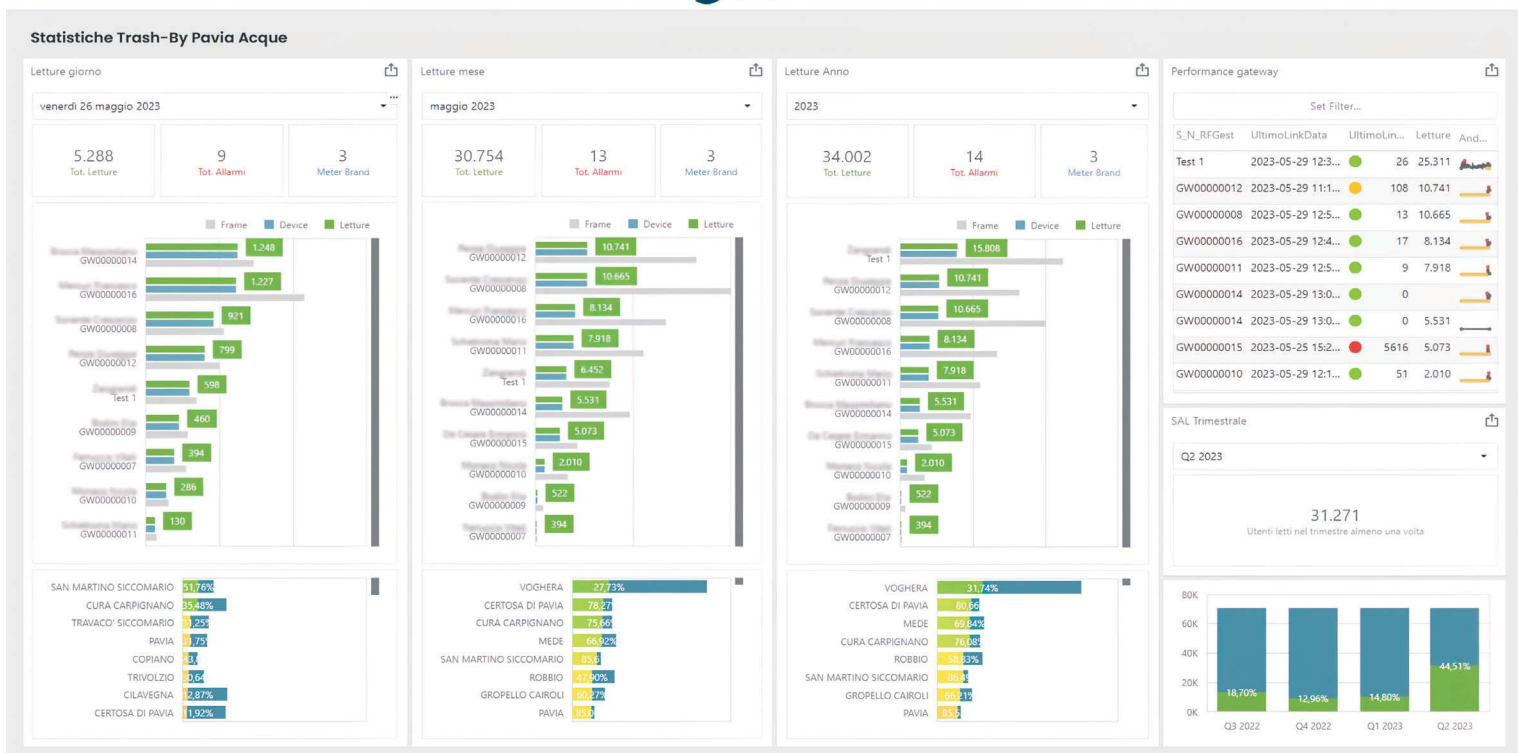 Statistiche Trash-By Pavia Acque
Letture giorno
venerdì 26 maggio 2023
5.288
Tot. Letture
9
Tot. Allarmi
3
Meter Brand
Frame Device Letture
1.248
GW00000014
1.227
GW00000016
921
GW00000008
799
GW00000012
598
Test 1
460
GW00000009
394
GW00000007
286
GW00000010
130
GW00000011
SAN MARTINO SICCOMARIO 51,76%
CURA CARPIGNANO 35,48%
TRAVACO' SICCOMARIO
PAVIA
COPIANO
TRIVOLZIO
CILAVEGNA 12,87%
CERTOSA DI PAVIA 11,92%
Letture mese
maggio 2023
30.754
Tot. Letture
13
Tot. Allarmi
3
Meter Brand
Frame Device Letture
10.741
GW00000012
10.665
GW00000008
8.134
GW00000016
7.918
GW00000011
6.452
Test 1
5.531
GW00000014
5.073
GW00000015
2.010
GW00000010
522
GW00000009
394
GW00000007
VOGHERA 27,73%
CERTOSA DI PAVIA 78,27
CURA CARPIGNANO 75,66
MEDE 66,92%
SAN MARTINO SICCOMARIO 85,6
ROBBIO 47,90%
GROPELLO CAIROLI 60,27%
PAVIA
Letture Anno
2023
34.002
Tot. Letture
14
Tot. Allarmi
3
Meter Brand
Frame Device Letture
15.808
Test 1
10.741
GW00000012
10.665
GW00000008
8.134
GW00000016
7.918
GW00000011
5.531
GW00000014
5.073
GW00000015
2.010
GW00000010
522
GW00000009
394
GW00000007
VOGHERA 31,74%
CERTOSA DI PAVIA 80,66
MEDE 69,84%
CURA CARPIGNANO 76,08
ROBBIO
SAN MARTINO SICCOMARIO
GROPELLO CAIROLI 66,21%
PAVIA
Performance gateway
Set Filter...
S_N_RFGest UltimoLinkData UltimoLin... Letture And...
Test 1 2023-05-29 12:3... 26 25.311
GW00000012 2023-05-29 11:1... 108 10.741
GW00000008 2023-05-29 12:5... 13 10.665
GW00000016 2023-05-29 12:4... 17 8.134
GW00000011 2023-05-29 12:5... 9 7.918
GW00000014 2023-05-29 13:0... 0
GW00000014 2023-05-29 13:0... 0 5.531
GW00000015 2023-05-25 15:2... 5616 5.073
GW00000010 2023-05-29 12:1... 51 2.010
SAL Trimestrale
Q2 2023
31.271
Utenti letti nel trimestre almeno una volta
80K
60K
40K
20K
0K
18,70% 12,96% 14,80% 44,51%
Q3 2022 Q4 2022 Q1 2023 Q2 2023